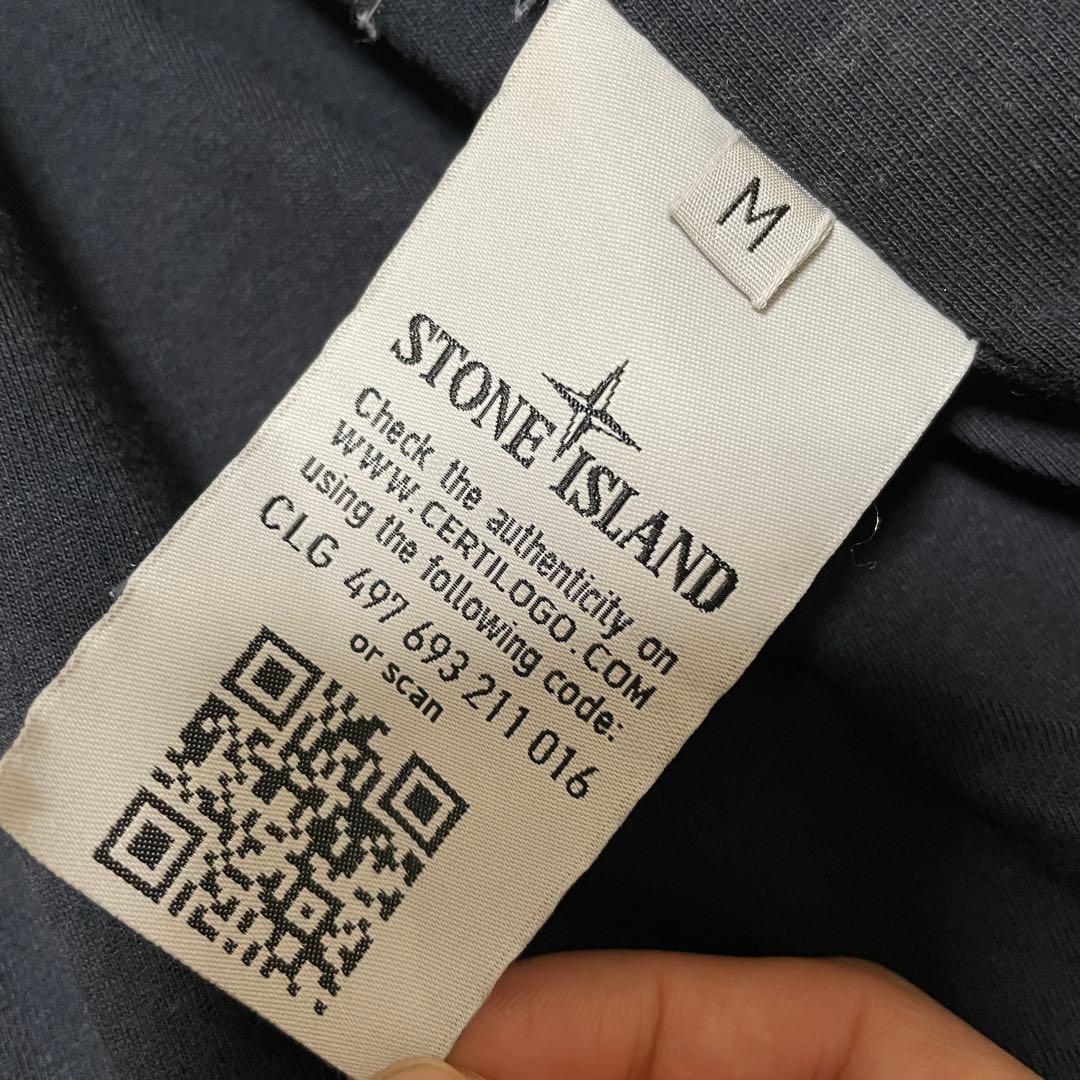 M
STONE ISLAND
Check the authenticity on
WWW.CERTILOGO.COM
using the following code:
CLG 497 693 211 016
or scan